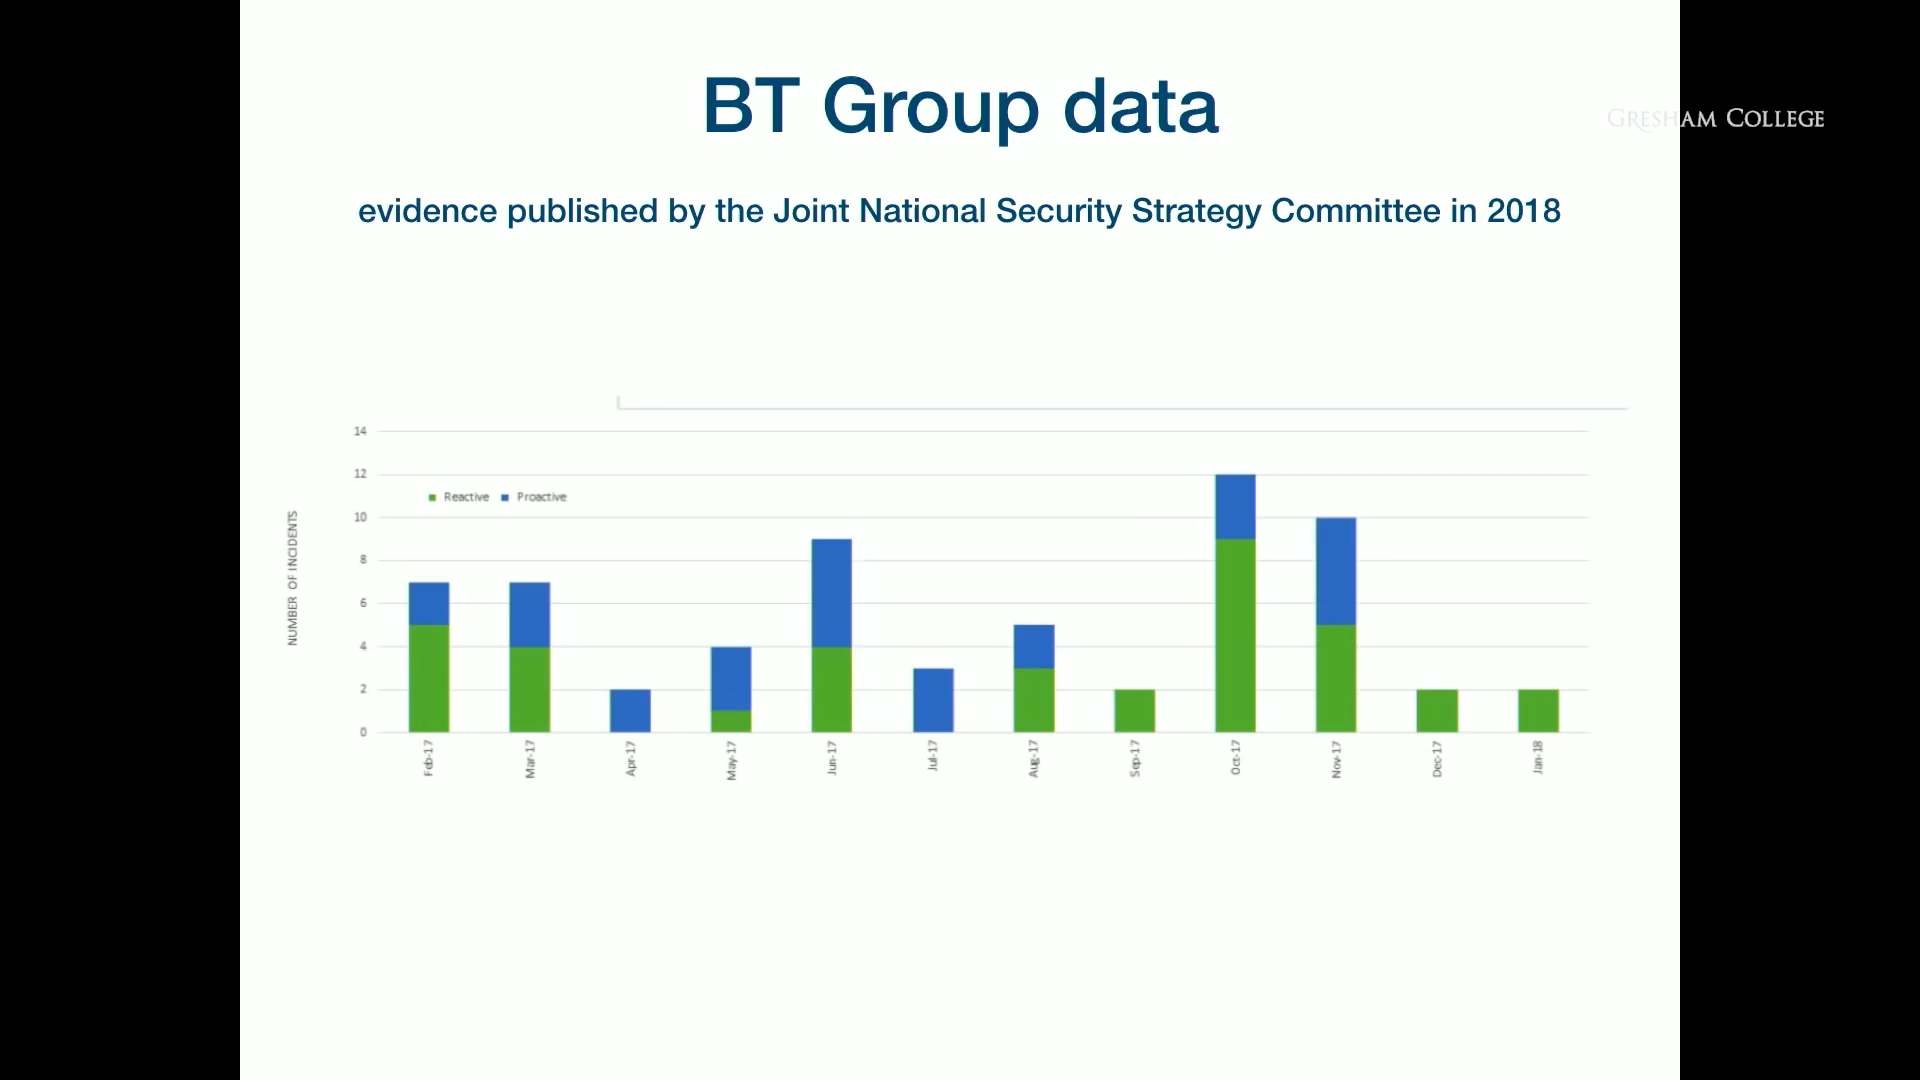 BT Group data
GRESHAM COLLEGE
evidence published by the Joint National Security Strategy Committee in 2018
14
12
Reactive Proactive
10
8
6
4
2
0
NUMBER OF INCIDENTS
Feb-17
Mar-17
Apr-17
May-17
Jun-17
Jul-17
Aug-17
Sep-17
Oct-17
Nov-17
Dec-17
Jan-18